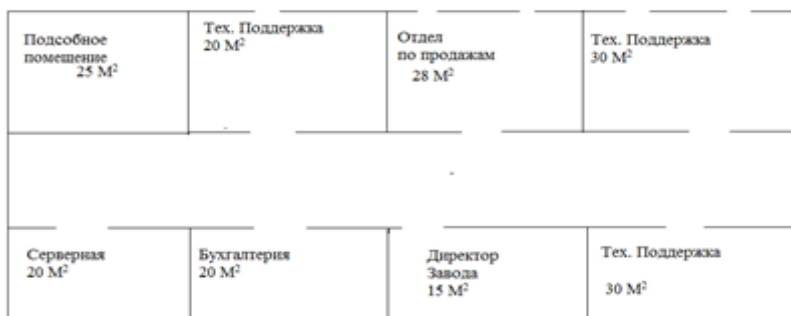 Подсобное
помещение
25 М²
Тех. Поддержка
20 М²
Отдел
по продажам
28 М²
Тех. Поддержка
30 М²
Серверная
20 М²
Бухгалтерия
20 М²
Директор
Завода
15 М²
Тех. Поддержка
30 М²